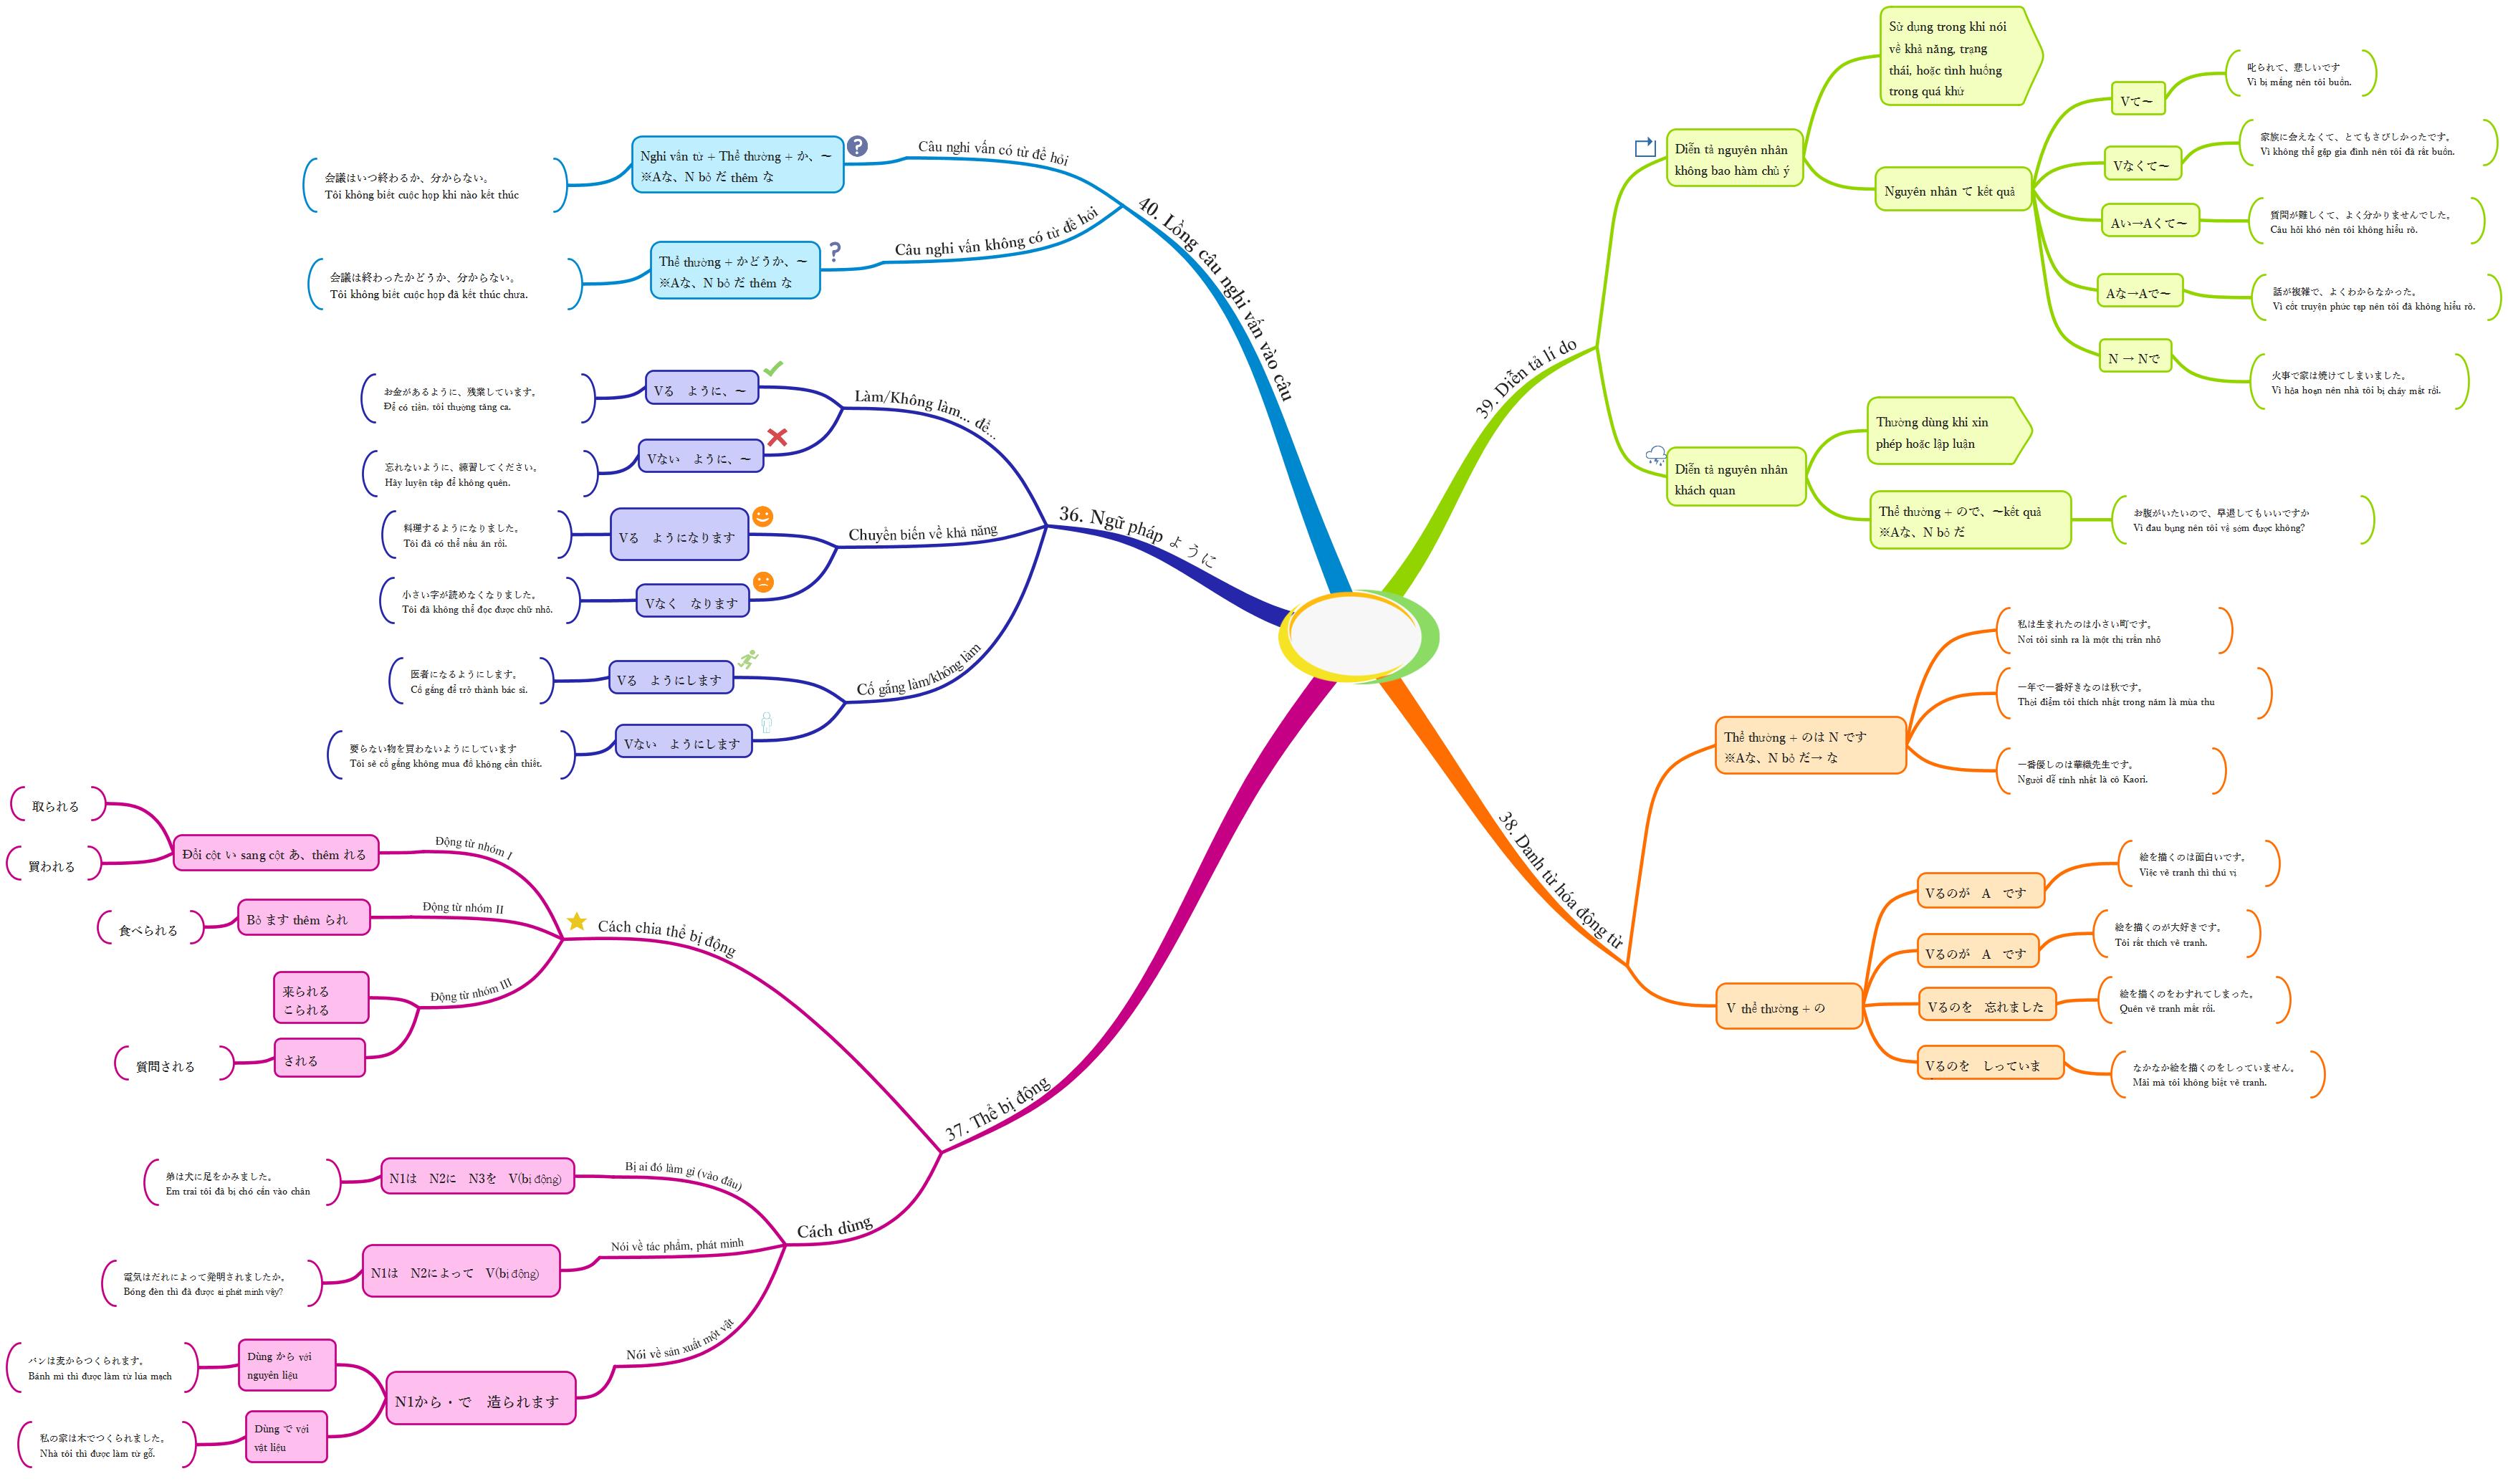 40. Lồng câu nghi vấn vào câu
Câu nghi vấn có từ để hỏi
Nghi vấn từ + Thể thường + か、～
※Aな、N bỏ だ thêm な
会議はいつ終わるか、分からない。
Tôi không biết cuộc họp khi nào kết thúc
Câu nghi vấn không có từ để hỏi
Thể thường + かどうか、～
※Aな、N bỏ だ thêm な
会議は終わったかどうか、分からない。
Tôi không biết cuộc họp đã kết thúc chưa.
36. Ngữ pháp ように
Làm/Không làm... để...
Vる　ように、～
お金があるように、残業しています。
Để có tiền, tôi thường tăng ca.
Vない　ように、～
忘れないように、練習してください。
Hãy luyện tập để không quên.
Chuyển biến về khả năng
Vる　ようになります
料理するようになりました。
Tôi đã có thể nấu ăn rồi.
Vなく　なります
小さい字が読めなくなりました。
Tôi đã không thể đọc được chữ nhỏ.
Cố gắng làm/không làm
Vる　ようにします
医者になるようにします。
Cố gắng để trở thành bác sĩ.
Vない　ようにします
要らない物を買わないようにしています
Tôi sẽ cố gắng không mua đồ không cần thiết.
37. Thể bị động
Cách chia thể bị động
Động từ nhóm I
Đổi cột い sang cột あ、thêm れる
取られる
買われる
Động từ nhóm II
Bỏ ます thêm られ
食べられる
Động từ nhóm III
来られる
こられる
される
質問される
Cách dùng
Bị ai đó làm gì (vào đâu)
N1は　N2に　N3を　V(bị động)
弟は犬に足をかみました。
Em trai tôi đã bị chó cắn vào chân
Nói về tác phẩm, phát minh
N1は　N2によって　V(bị động)
電気はだれによって発明されましたか。
Bóng đèn thì đã được ai phát minh vậy?
Nói về sản xuất một vật
N1から・で　造られます
Dùng から với
nguyên liệu
パンは麦からつくられます。
Bánh mì thì được làm từ lúa mạch
Dùng で với
vật liệu
私の家は木でつくられました。
Nhà tôi thì được làm từ gỗ.
39. Diễn tả lí do
Diễn tả nguyên nhân
không bao hàm chủ ý
Sử dụng trong khi nói
về khả năng, trạng
thái, hoặc tình huống
trong quá khứ
Nguyên nhân て kết quả
Vて～
叱られて、悲しいです
Vì bị mắng nên tôi buồn.
Vなくて～
家族に会えなくて、とてもさびしかったです。
Vì không thể gặp gia đình nên tôi đã rất buồn.
Aい→Aくて～
質問が難しくて、よく分かりませんでした。
Câu hỏi khó nên tôi không hiểu rõ.
Aな→Aで～
話が複雑で、よくわからなかった。
Vì cốt truyện phức tạp nên tôi đã không hiểu rõ.
N → Nで
火事で家は焼けてしまいました。
Vì hỏa hoạn nên nhà tôi bị cháy mất rồi.
Diễn tả nguyên nhân
khách quan
Thường dùng khi xin
phép hoặc lập luận
Thể thường + ので、～kết quả
※Aな、N bỏ だ
お腹がいたいので、早退してもいいですか
Vì đau bụng nên tôi về sớm được không?
38. Danh từ hóa động từ
Thể thường + のは N です
※Aな、N bỏ だ→ な
私は生まれたのは小さい町です。
Nơi tôi sinh ra là một thị trấn nhỏ
一年で一番好きなのは秋です。
Thời điểm tôi thích nhất trong năm là mùa thu
一番優しのは華織先生です。
Người dễ tính nhất là cô Kaori.
V thể thường + の
Vるのが　A　です
絵を描くのは面白いです。
Việc vẽ tranh thì thú vị
Vるのが　A　です
絵を描くのが大好きです。
Tôi rất thích vẽ tranh.
Vるのを　忘れました
絵を描くのをわすれてしまった。
Quên vẽ tranh mất rồi.
Vるのを　しっていま
なかなか絵を描くのをしっていません。
Mãi mà tôi không biết vẽ tranh.